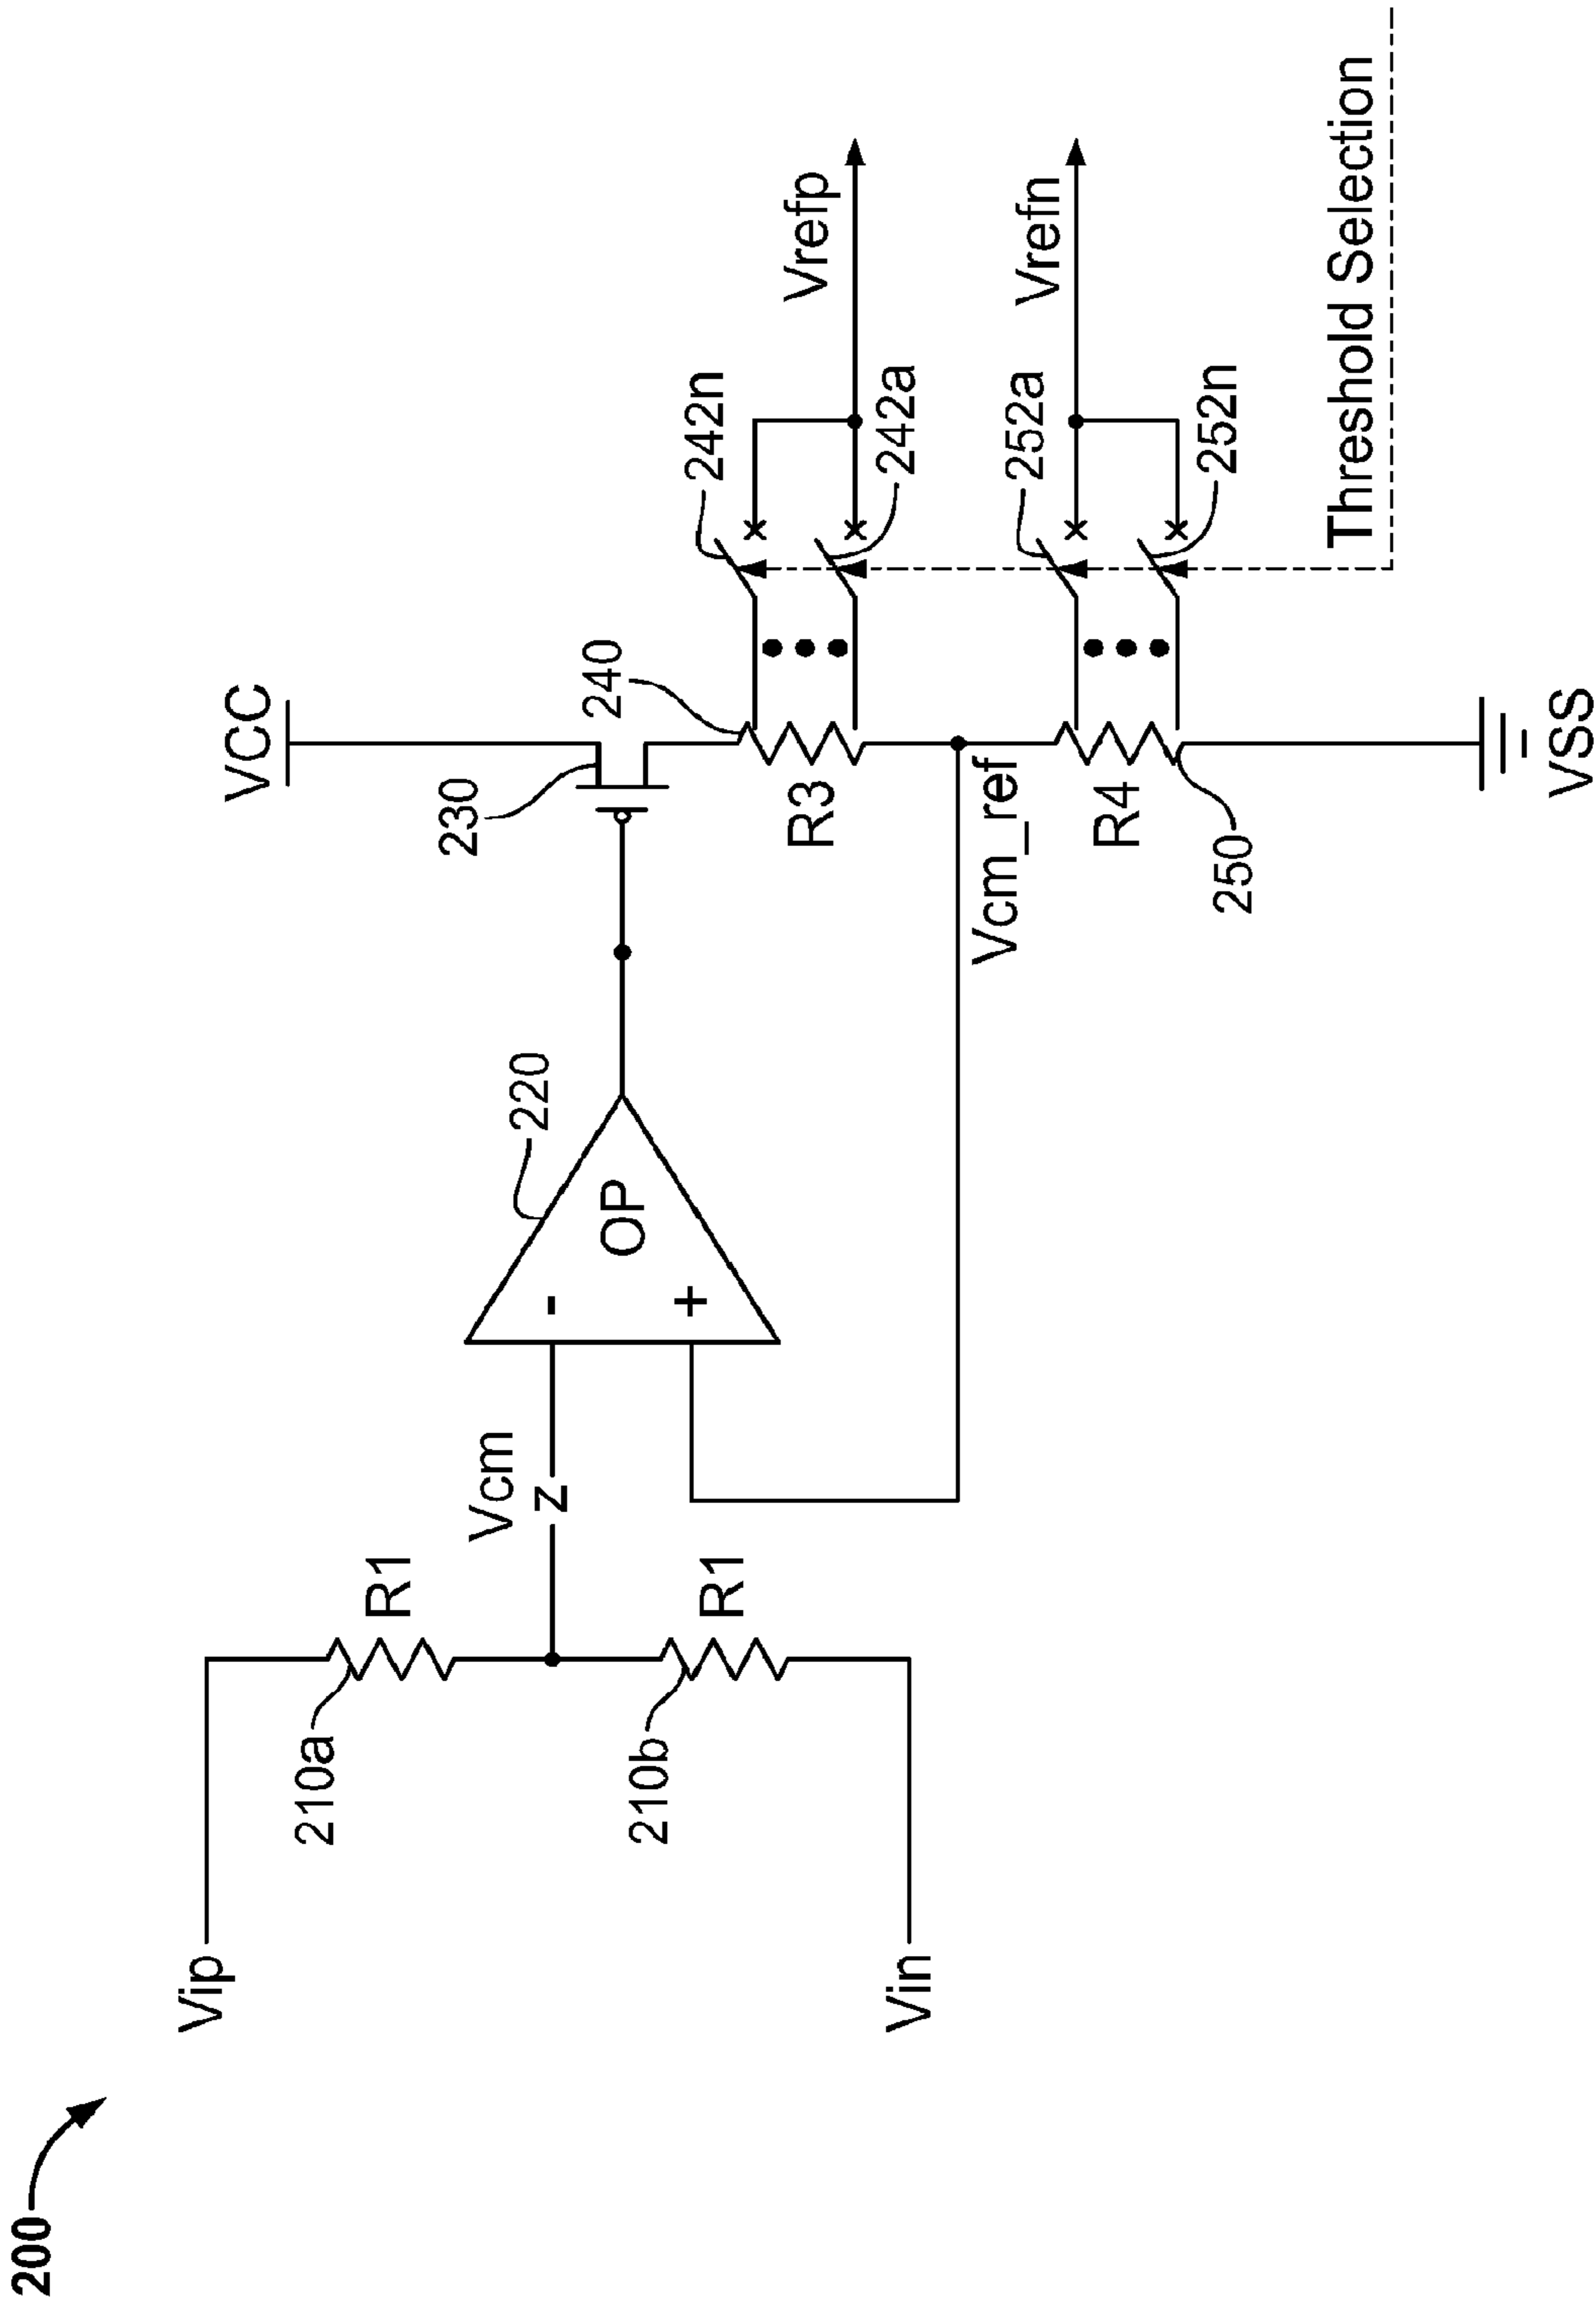 200
Vip
210a
R1
Vcm
Z
210b
R1
Vin
220
-
OP
+
VCC
230
240
R3
242n
Vrefp
242a
Vcm_ref
252a
Vrefn
R4
252n
250
Threshold Selection
VSS